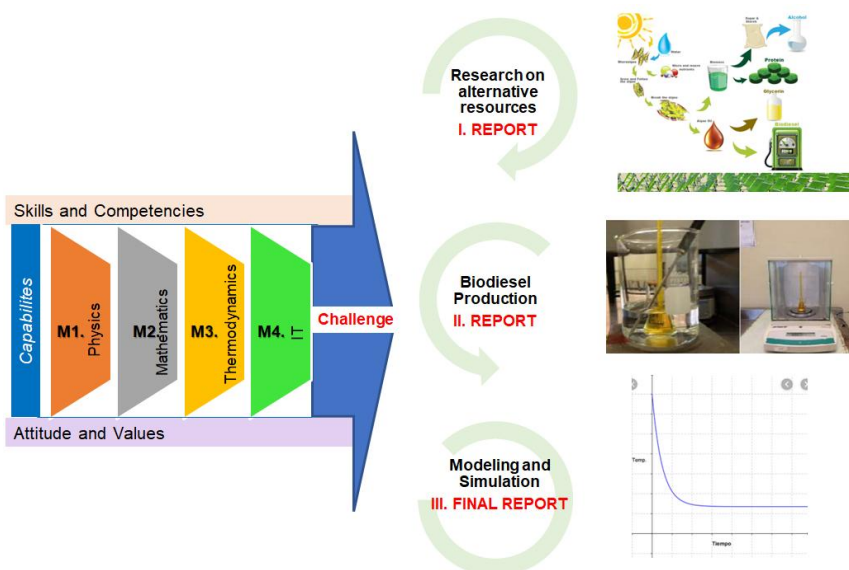 Skills and Competencies
Capabilites
M1.
Physics
M2
Mathematics
M3.
Thermodynamics
M4.
IT
Attitude and Values
Challenge
Research on
alternative
resources
I. REPORT
Biodiesel
Production
II. REPORT
Modeling and
Simulation
III. FINAL REPORT
Alcohol
Protein
Glycerin
Biodiesel
Temp.
Tiempo